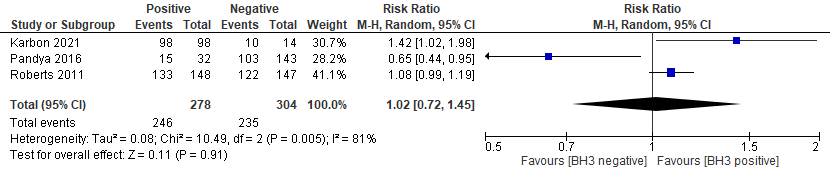 Positive Negative Risk Ratio Risk Ratio
Study or Subgroup Events Total Events Total Weight M-H, Random, 95% CI M-H, Random, 95% CI
Karbon 2021 98 98 10 14 30.7% 1.42 [1.02, 1.98]
Pandya 2016 15 32 103 143 28.2% 0.65 [0.44, 0.95]
Roberts 2011 133 148 122 147 41.1% 1.08 [0.99, 1.19]
Total (95% CI) 278 304 100.0% 1.02 [0.72, 1.45]
Total events 246 235
Heterogeneity: Tau² = 0.08; Chi² = 10.49, df = 2 (P = 0.005); I² = 81%
Test for overall effect: Z = 0.11 (P = 0.91)
0.5 0.7 1 1.5 2
Favours [BH3 negative] Favours [BH3 positive]